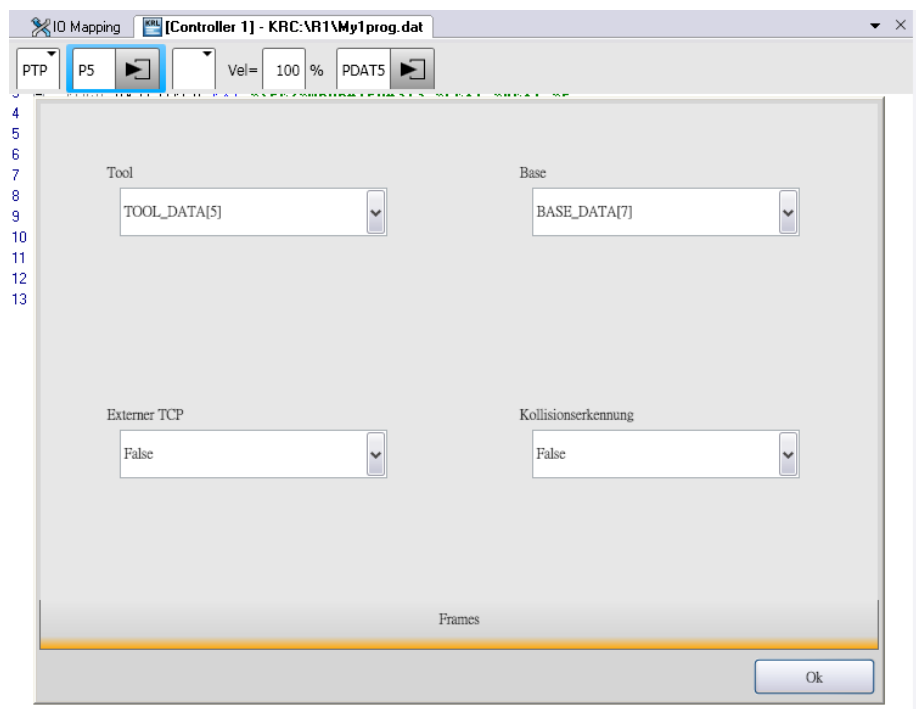 IO Mapping [Controller 1] - KRC:\R1\My1prog.dat
PTP P5 Vel= 100 % PDAT5
4
5
6
7
8
9
10
11
12
13
Tool Base
TOOL_DATA[5] BASE_DATA[7]
Externer TCP Kollisionserkennung
False False
Frames
Ok